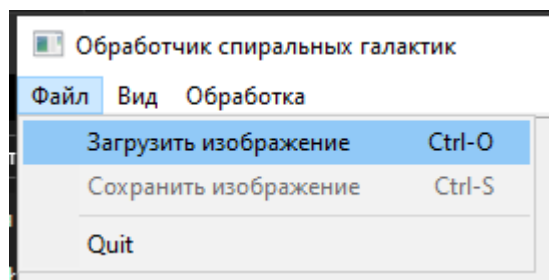 Обработчик спиральных галактик
Файл Вид Обработка
Загрузить изображение Ctrl-O
Сохранить изображение Ctrl-S
Quit